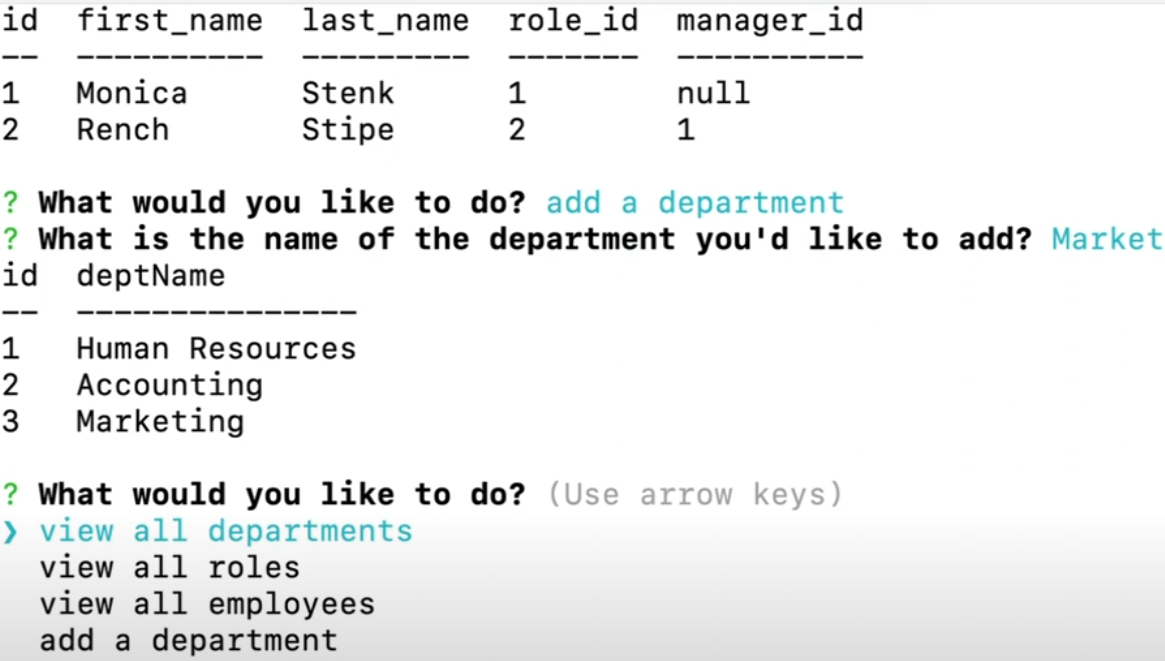 id first_name last_name role_id manager_id
-- ---------- --------- ------- ----------
1 Monica Stenk 1 null
2 Rench Stipe 2 1
? What would you like to do? add a department
? What is the name of the department you'd like to add? Market
id deptName
-- ---------------
1 Human Resources
2 Accounting
3 Marketing
? What would you like to do? (Use arrow keys)
❯ view all departments
view all roles
view all employees
add a department